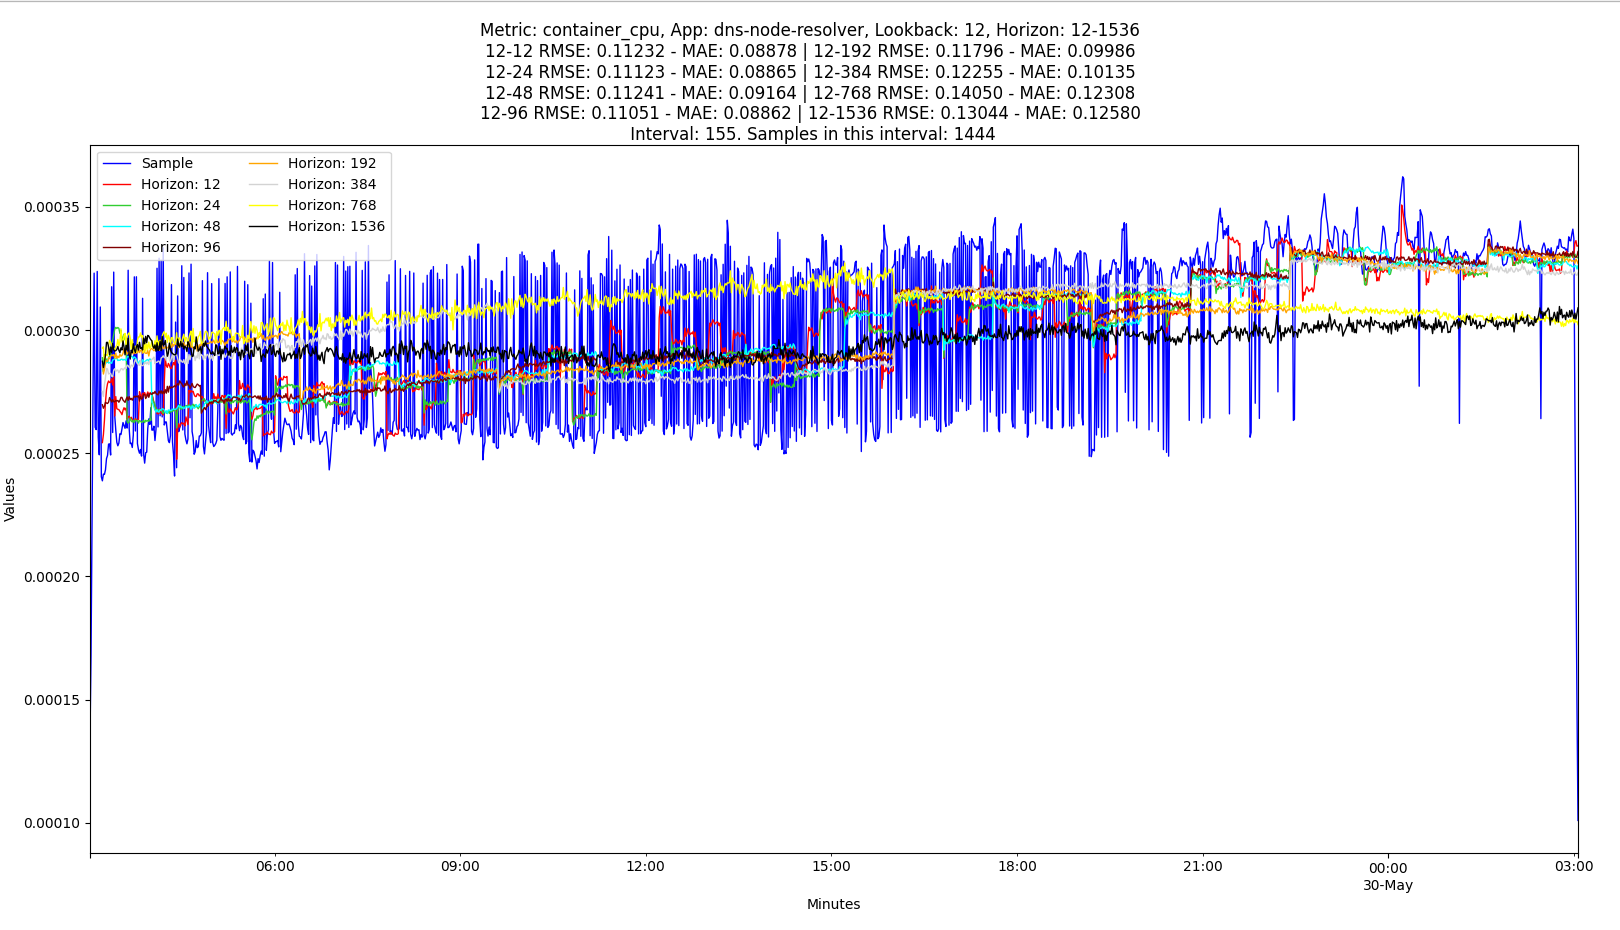 Metric: container_cpu, App: dns-node-resolver, Lookback: 12, Horizon: 12-1536
12-12 RMSE: 0.11232 - MAE: 0.08878 | 12-192 RMSE: 0.11796 - MAE: 0.09986
12-24 RMSE: 0.11123 - MAE: 0.08865 | 12-384 RMSE: 0.12255 - MAE: 0.10135
12-48 RMSE: 0.11241 - MAE: 0.09164 | 12-768 RMSE: 0.14050 - MAE: 0.12308
12-96 RMSE: 0.11051 - MAE: 0.08862 | 12-1536 RMSE: 0.13044 - MAE: 0.12580
Interval: 155. Samples in this interval: 1444
Sample
Horizon: 12
Horizon: 24
Horizon: 48
Horizon: 96
Horizon: 192
Horizon: 384
Horizon: 768
Horizon: 1536
0.00035
0.00030
0.00025
0.00020
0.00015
0.00010
Values
06:00
09:00
12:00
15:00
18:00
21:00
00:00
30-May
03:00
Minutes